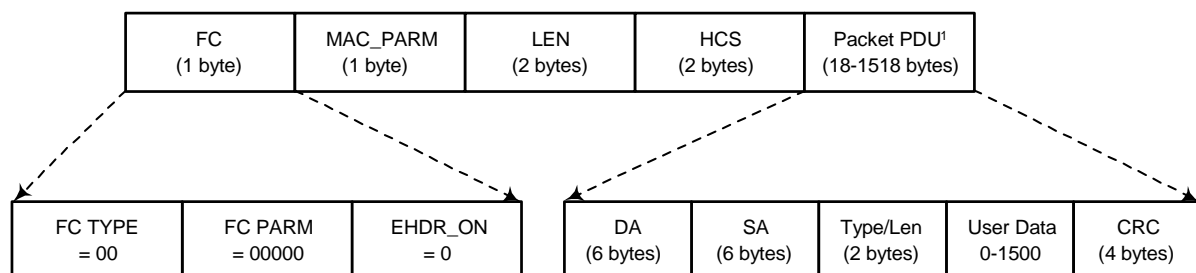 FC
(1 byte)
MAC_PARM
(1 byte)
LEN
(2 bytes)
HCS
(2 bytes)
Packet PDU¹
(18-1518 bytes)
FC TYPE
= 00
FC PARM
= 00000
EHDR_ON
= 0
DA
(6 bytes)
SA
(6 bytes)
Type/Len
(2 bytes)
User Data
0-1500
CRC
(4 bytes)